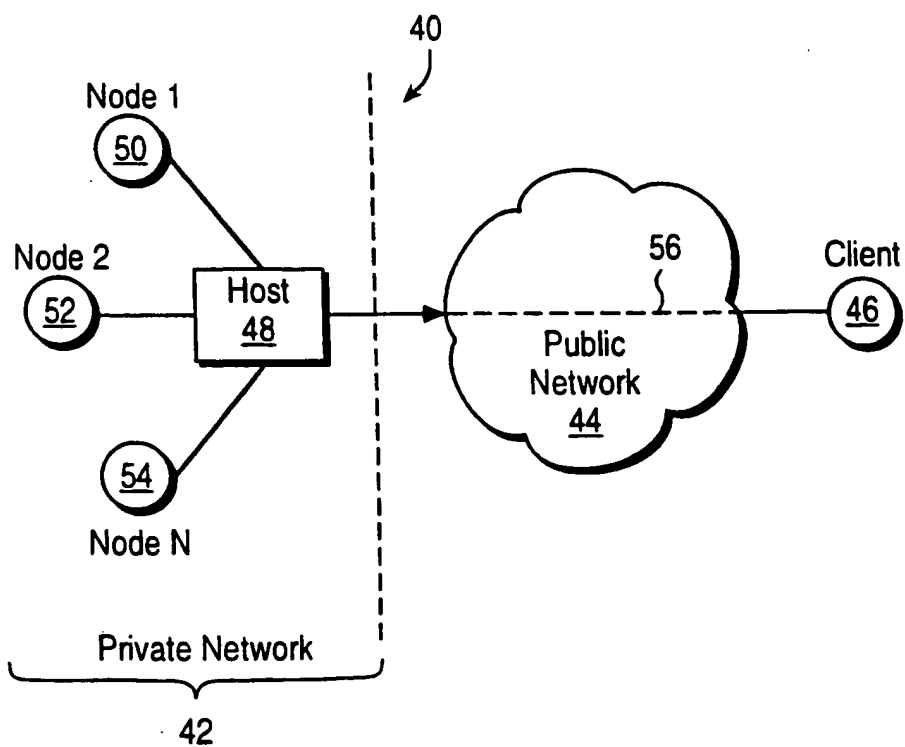 40
Node 1
50
Node 2
52
Host
48
56
Client
46
Public
Network
44
54
Node N
Private Network
42